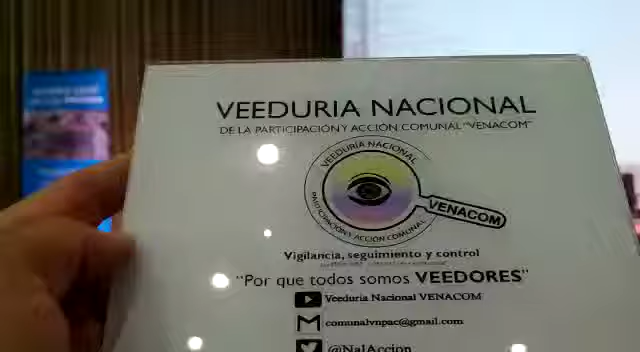 VEEDURIA NACIONAL
DE LA PARTICIPACIÓN Y ACCIÓN COMUNAL "VENACOM"
VEEDURIA NACIONAL
PARTICIPACIÓN Y ACCIÓN COMUNAL
VENACOM
Vigilancia, seguimiento y control
"Por que todos somos VEEDORES"
Veeduria Nacional VENACOM
comunalvnpac@gmail.com
@NalAccion